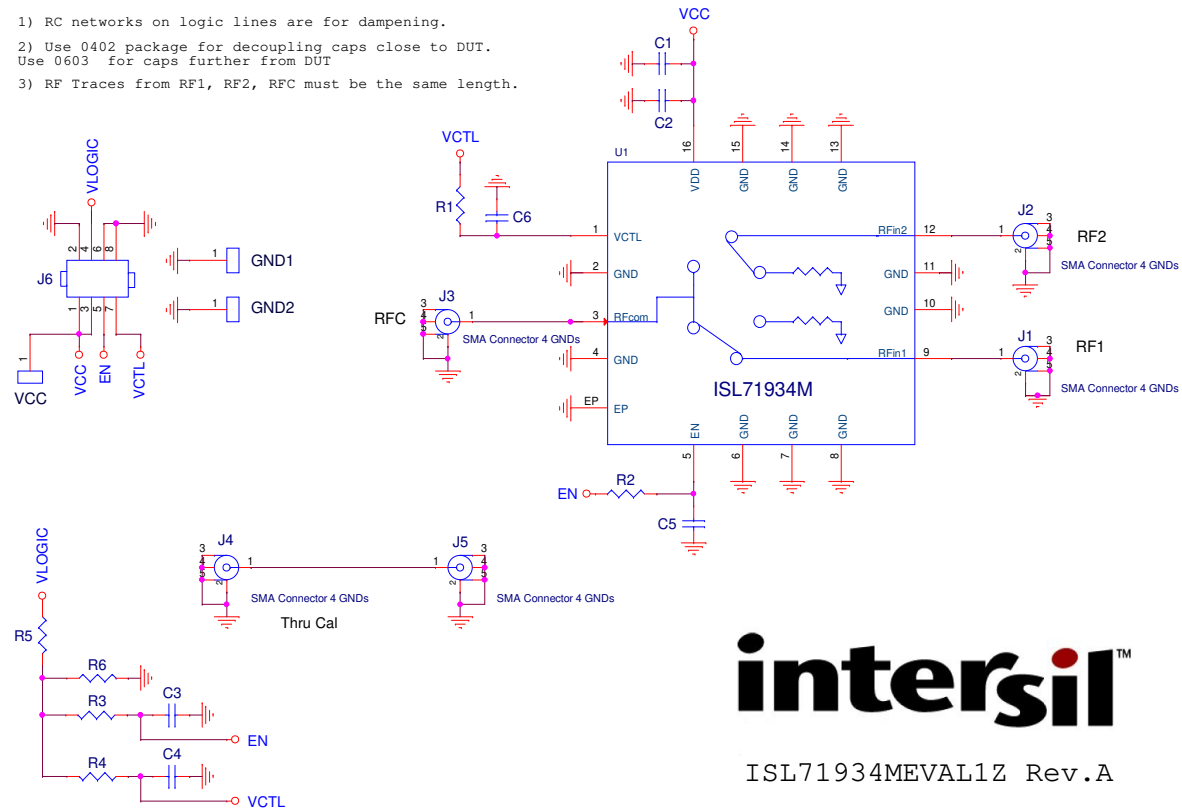 1) RC networks on logic lines are for dampening.
2) Use 0402 package for decoupling caps close to DUT.
Use 0603  for caps further from DUT
3) RF Traces from RF1, RF2, RFC must be the same length.
VCC
C1
C2
VCTL
R1
C6
U1
16
15
14
13
VDD
GND
GND
GND
1
VCTL
2
GND
3
RFcom
4
GND
EP
EP
RFin2
12
GND
11
GND
10
RFin1
9
ISL71934M
EN
GND
GND
GND
5
6
7
8
J2
1
2
3
4
5
RF2
SMA Connector 4 GNDs
J1
1
2
3
4
5
RF1
SMA Connector 4 GNDs
RFC
J3
3
4
5
2
1
SMA Connector 4 GNDs
EN
R2
C5
VLOGIC
2
4
6
8
J6
1
3
5
7
1
VCC
VCC
EN
VCTL
1
GND1
1
GND2
J4
3
4
5
2
1
SMA Connector 4 GNDs
Thru Cal
J5
1
3
4
5
2
SMA Connector 4 GNDs
VLOGIC
R5
R6
R3
C3
EN
R4
C4
VCTL
intersil™
ISL71934MEVAL1Z Rev.A